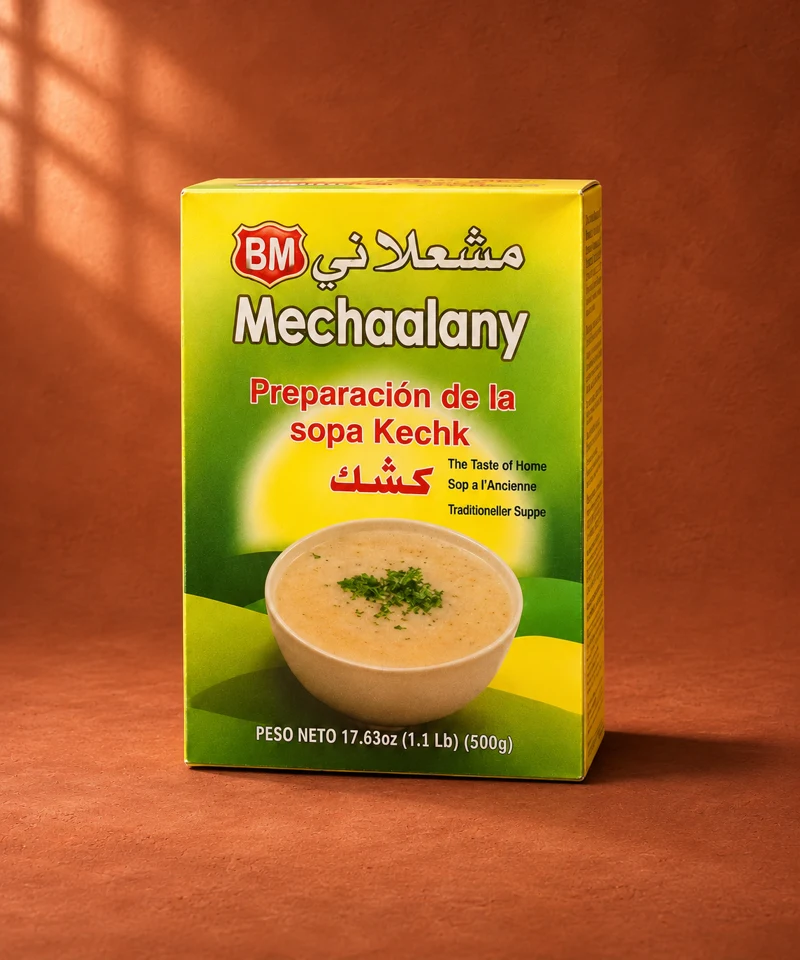 BM مشعلاني
Mechaalany
Preparación de la
sopa Kechk
كشك
The Taste of Home
Sop a l'Ancienne
Traditioneller Suppe
PESO NETO 17.63oz (1.1 Lb) (500g)